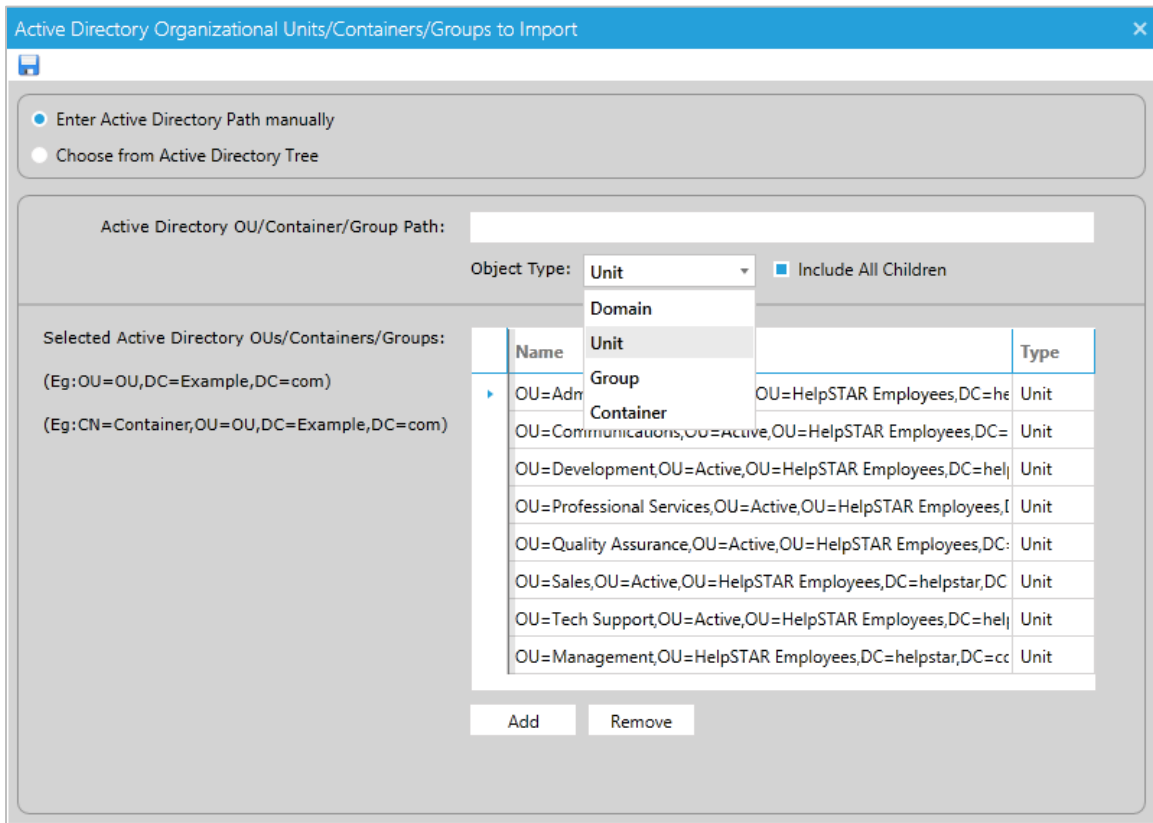 Active Directory Organizational Units/Containers/Groups to Import
Enter Active Directory Path manually
Choose from Active Directory Tree
Active Directory OU/Container/Group Path:
Object Type: Unit Include All Children
Domain
Unit
Group
Container
Selected Active Directory OUs/Containers/Groups:
(Eg:OU=OU,DC=Example,DC=com)
(Eg:CN=Container,OU=OU,DC=Example,DC=com)
Name Type
OU=Adm OU=HelpSTAR Employees,DC=he Unit
OU=Communications,OU=Active,OU=HelpSTAR Employees,DC= Unit
OU=Development,OU=Active,OU=HelpSTAR Employees,DC=hel Unit
OU=Professional Services,OU=Active,OU=HelpSTAR Employees, Unit
OU=Quality Assurance,OU=Active,OU=HelpSTAR Employees,DC Unit
OU=Sales,OU=Active,OU=HelpSTAR Employees,DC=helpstar,DC Unit
OU=Tech Support,OU=Active,OU=HelpSTAR Employees,DC=hel Unit
OU=Management,OU=HelpSTAR Employees,DC=helpstar,DC=cc Unit
Add Remove